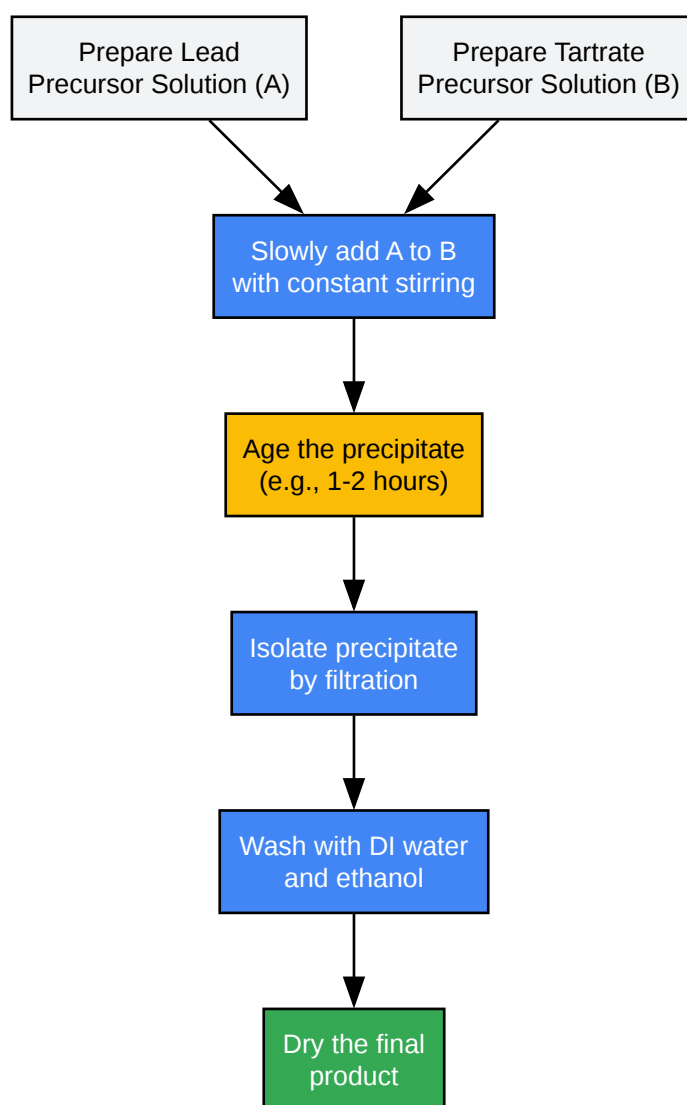 Prepare Lead
Precursor Solution (A)
Prepare Tartrate
Precursor Solution (B)
Slowly add A to B
with constant stirring
Age the precipitate
(e.g., 1-2 hours)
Isolate precipitate
by filtration
Wash with DI water
and ethanol
Dry the final
product